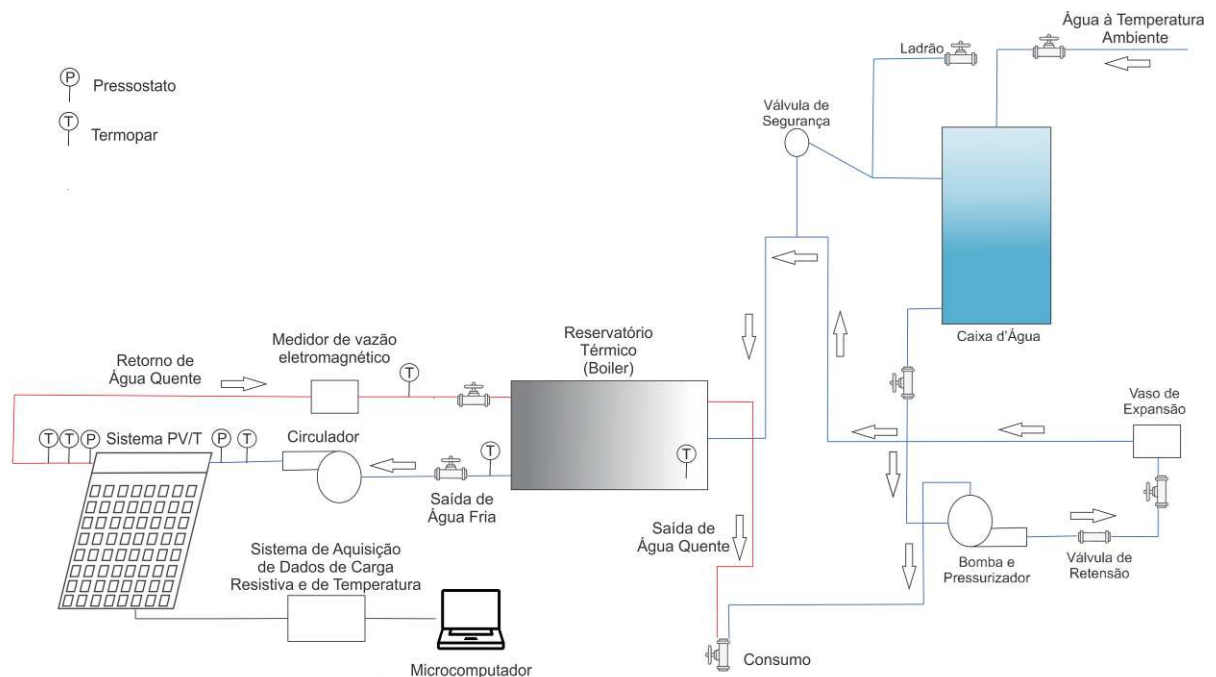 Água à Temperatura
Ambiente
Ladrão
P
Pressostato
T
Termopar
Válvula de
Segurança
Caixa d'Água
Reservatório
Térmico
(Boiler)
Medidor de vazão
eletromagnético
Retorno de
Água Quente
T
Vaso de
Expansão
T
T
P
Sistema PV/T
P
T
Circulador
T
T
Saída de
Água Fria
Saída de
Água Quente
Bomba e
Pressurizador
Válvula de
Retensão
Sistema de Aquisição
de Dados de Carga
Resistiva e de Temperatura
Microcomputador
Consumo